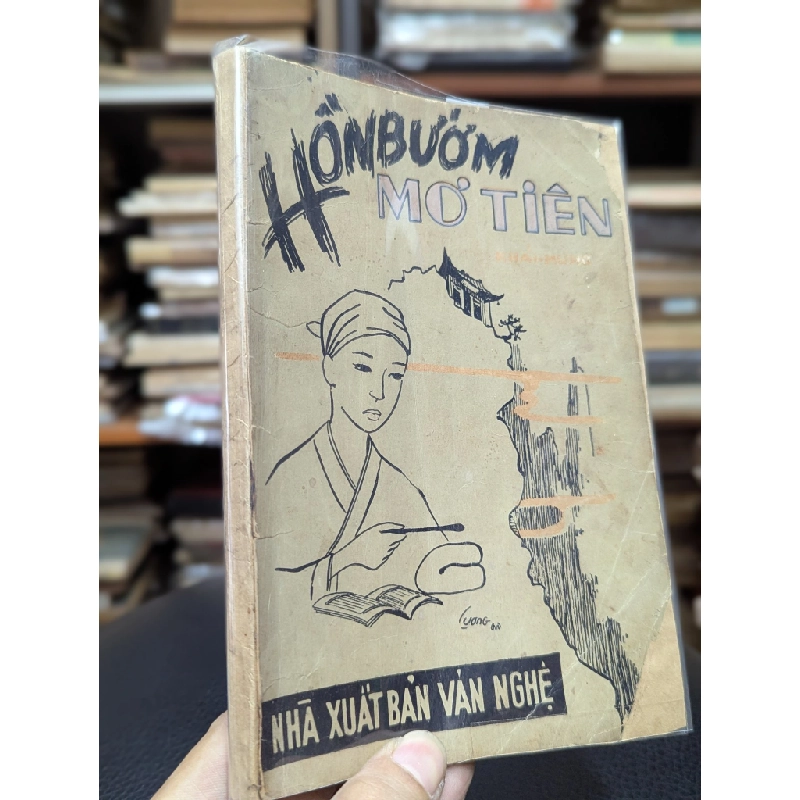 HỒN BƯỚM
MƠ TIÊN
NHÀ XUẤT BẢN VĂN NGHỆ